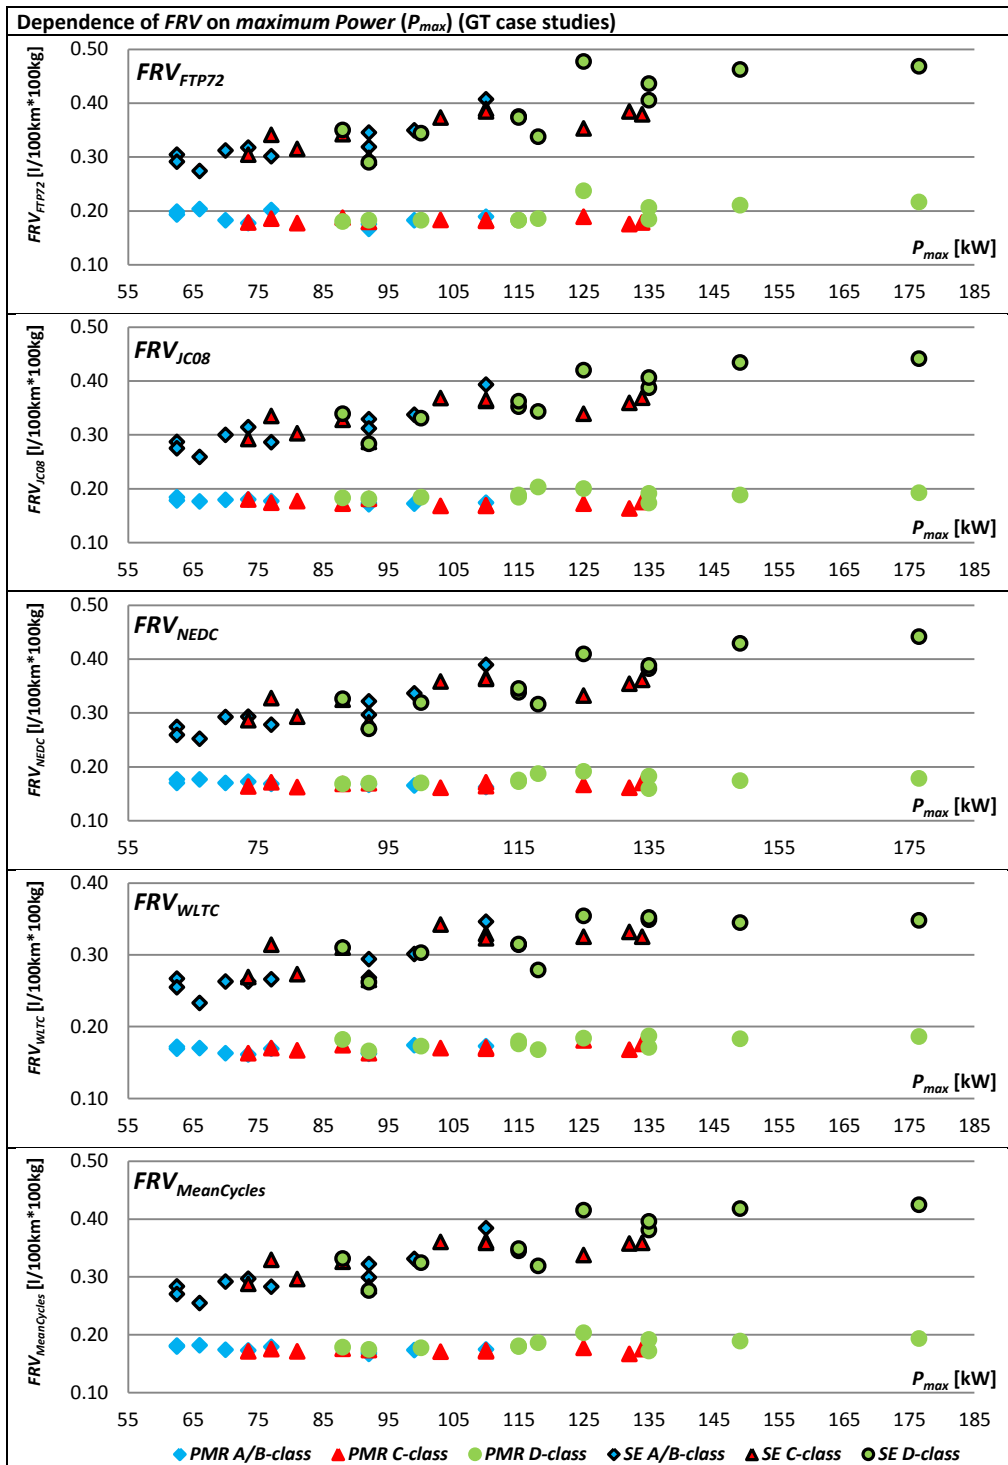 Dependence of FRV on maximum Power (Pmax) (GT case studies)
FRVFTP72 [l/100km*100kg]
0.50
0.40
0.30
0.20
0.10
FRVFTP72
Pmax [kW]
55 65 75 85 95 105 115 125 135 145 155 165 175 185
FRVJC08 [l/100km*100kg]
0.50
0.40
0.30
0.20
0.10
FRVJC08
Pmax [kW]
55 65 75 85 95 105 115 125 135 145 155 165 175 185
FRVNEDC [l/100km*100kg]
0.50
0.40
0.30
0.20
0.10
FRVNEDC
Pmax [kW]
55 75 95 115 135 155 175
FRVWLTC [l/100km*100kg]
0.40
0.30
0.20
0.10
FRVWLTC
Pmax [kW]
55 65 75 85 95 105 115 125 135 145 155 165 175 185
FRVMeanCycles [l/100km*100kg]
0.50
0.40
0.30
0.20
0.10
FRVMeanCycles
Pmax [kW]
55 65 75 85 95 105 115 125 135 145 155 165 175 185
PMR A/B-class PMR C-class PMR D-class SE A/B-class SE C-class SE D-class